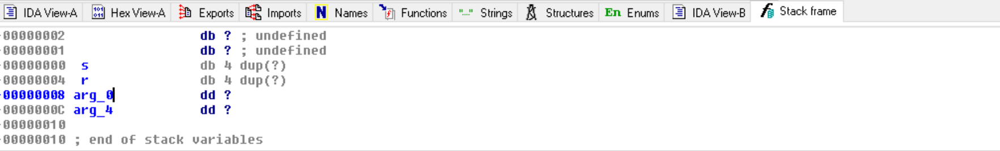 IDA View-A Hex View-A Exports Imports N Names Functions "..." Strings Structures En Enums IDA View-B Stack frame
-00000002 db ? ; undefined
-00000001 db ? ; undefined
+00000000 s db 4 dup(?)
+00000004 r db 4 dup(?)
+00000008 arg_0 dd ?
+0000000C arg_4 dd ?
+00000010
+00000010 ; end of stack variables